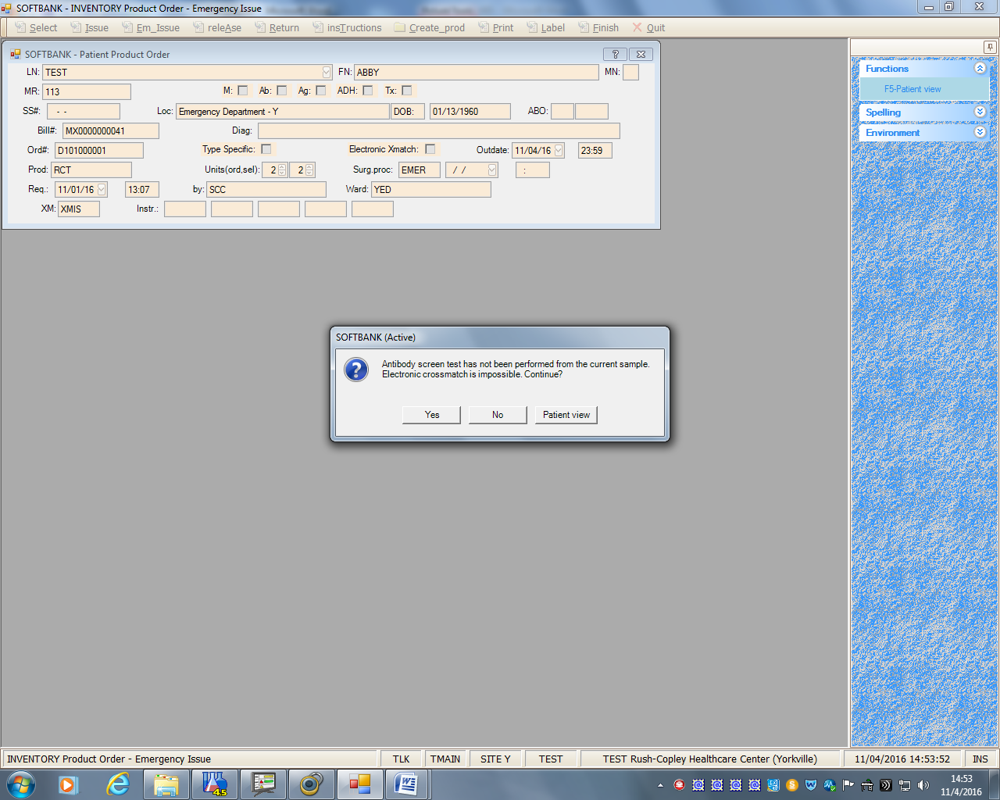 SOFTBANK - INVENTORY Product Order - Emergency Issue
Select Issue Em_Issue releAse Return insTructions Create_prod Print Label Finish Quit
SOFTBANK - Patient Product Order
LN: TEST FN: ABBY MN:
MR: 113 M: Ab: Ag: ADH: Tx:
SS#: - - Loc: Emergency Department - Y DOB: 01/13/1960 ABO:
Bill#: MX0000000041 Diag:
Ord#: D101000001 Type Specific: Electronic Xmatch: Outdate: 11/04/16 23:59
Prod: RCT Units(ord,sel): 2 2 Surg.proc: EMER / / :
Req.: 11/01/16 13:07 by: SCC Ward: YED
XM: XMIS Instr.:
Functions
F5-Patient view
Spelling
Environment
SOFTBANK (Active)
Antibody screen test has not been performed from the current sample.
Electronic crossmatch is impossible. Continue?
Yes No Patient view
INVENTORY Product Order - Emergency Issue TLK TMAIN SITE Y TEST TEST Rush-Copley Healthcare Center (Yorkville) 11/04/2016 14:53:52 INS
4.5
14:53
11/4/2016